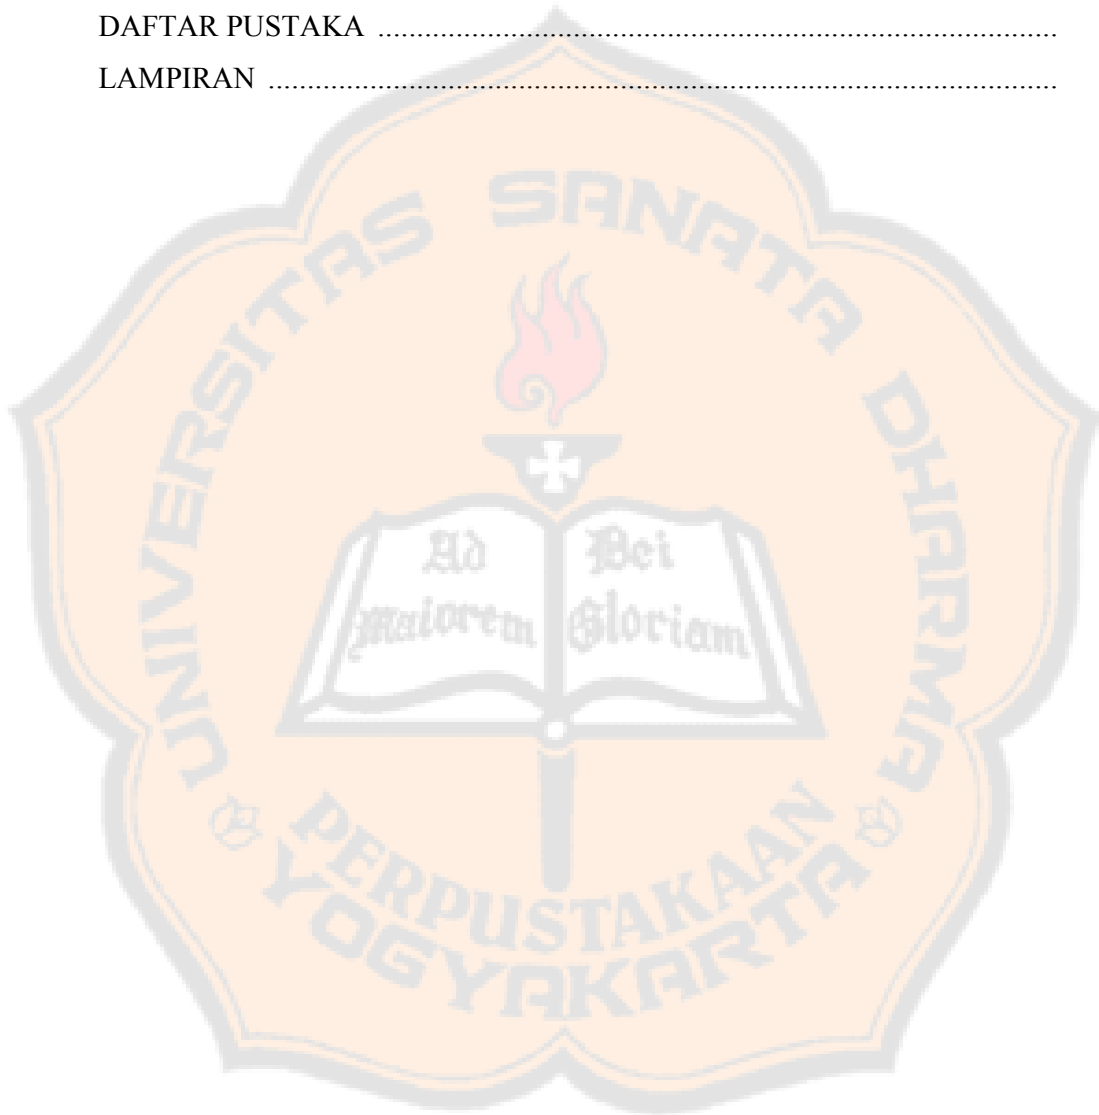 DAFTAR PUSTAKA ..........................................................................
LAMPIRAN ......................................................................................
UNIVERSITAS SANATA DHARMA
Ad Dei
maiorem Gloriam
PERPUSTAKAAN
YOGYAKARTA